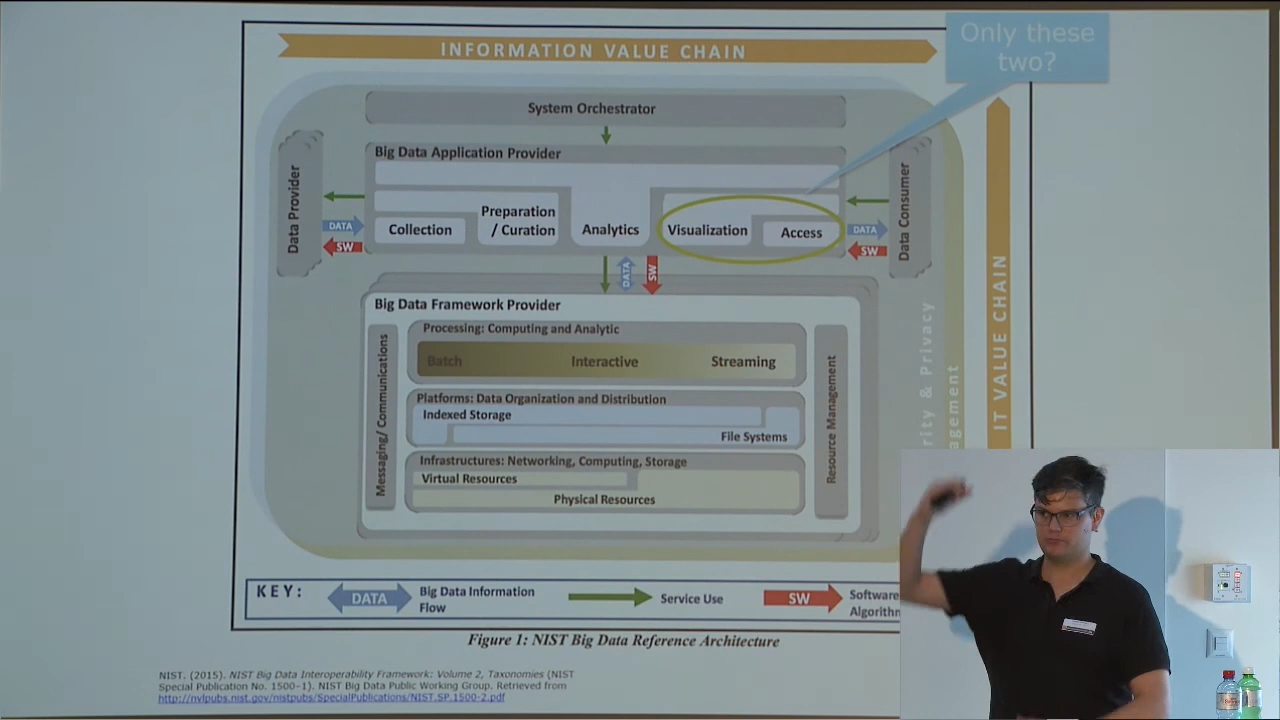 INFORMATION VALUE CHAIN
Only these
two?
System Orchestrator
Big Data Application Provider
Data Provider
DATA
SW
Collection
Preparation
/ Curation
Analytics
Visualization
Access
DATA
SW
Data Consumer
DATA
SW
Big Data Framework Provider
Messaging/ Communications
Processing: Computing and Analytic
Batch
Interactive
Streaming
Platforms: Data Organization and Distribution
Indexed Storage
File Systems
Infrastructures: Networking, Computing, Storage
Virtual Resources
Physical Resources
Resource Management
& Privacy
IT VALUE CHAIN
KEY:
DATA
Big Data Information
Flow
Service Use
SW
Software
Figure 1: NIST Big Data Reference Architecture
NIST. (2015). NIST Big Data Interoperability Framework: Volume 2, Taxonomies (NIST
Special Publication No. 1500-1). NIST Big Data Public Working Group. Retrieved from
http://nvlpubs.nist.gov/nistpubs/SpecialPublications/NIST.SP.1500-2.pdf